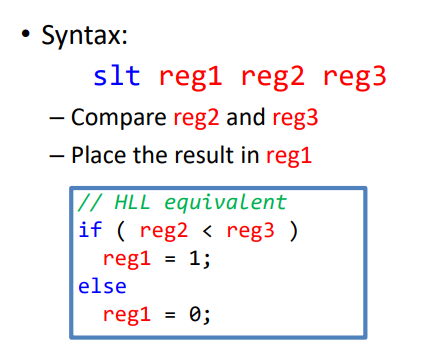 • Syntax:
slt reg1 reg2 reg3
– Compare reg2 and reg3
– Place the result in reg1
// HLL equivalent
if ( reg2 < reg3 )
reg1 = 1;
else
reg1 = 0;